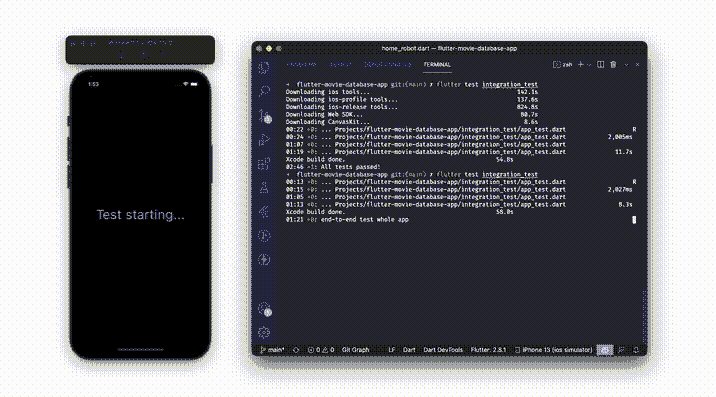 1:53
Test starting...
home_robot.dart — flutter-movie-database-app
TERMINAL
zsh
→ flutter-movie-database-app git:(main) ✗ flutter test integration_test
Downloading ios tools... 142.1s
Downloading ios-profile tools... 137.6s
Downloading ios-release tools... 824.8s
Downloading Web SDK... 80.7s
Downloading CanvasKit... 8.6s
00:22 +0: ... Projects/flutter-movie-database-app/integration_test/app_test.dart R
00:24 +0: ... Projects/flutter-movie-database-app/integration_test/app_test.dart 2,005ms
01:07 +0: ... Projects/flutter-movie-database-app/integration_test/app_test.dart
01:19 +0: ... Projects/flutter-movie-database-app/integration_test/app_test.dart 11.7s
Xcode build done. 54.8s
02:46 +1: All tests passed!
→ flutter-movie-database-app git:(main) ✗ flutter test integration_test
00:13 +0: ... Projects/flutter-movie-database-app/integration_test/app_test.dart R
00:15 +0: ... Projects/flutter-movie-database-app/integration_test/app_test.dart 2,027ms
01:05 +0: ... Projects/flutter-movie-database-app/integration_test/app_test.dart
01:13 +0: ... Projects/flutter-movie-database-app/integration_test/app_test.dart 8.3s
Xcode build done. 58.0s
01:21 +0: end-to-end test whole app
main* 0 0 Git Graph LF Dart Dart DevTools Flutter: 2.8.1 iPhone 13 (ios simulator)